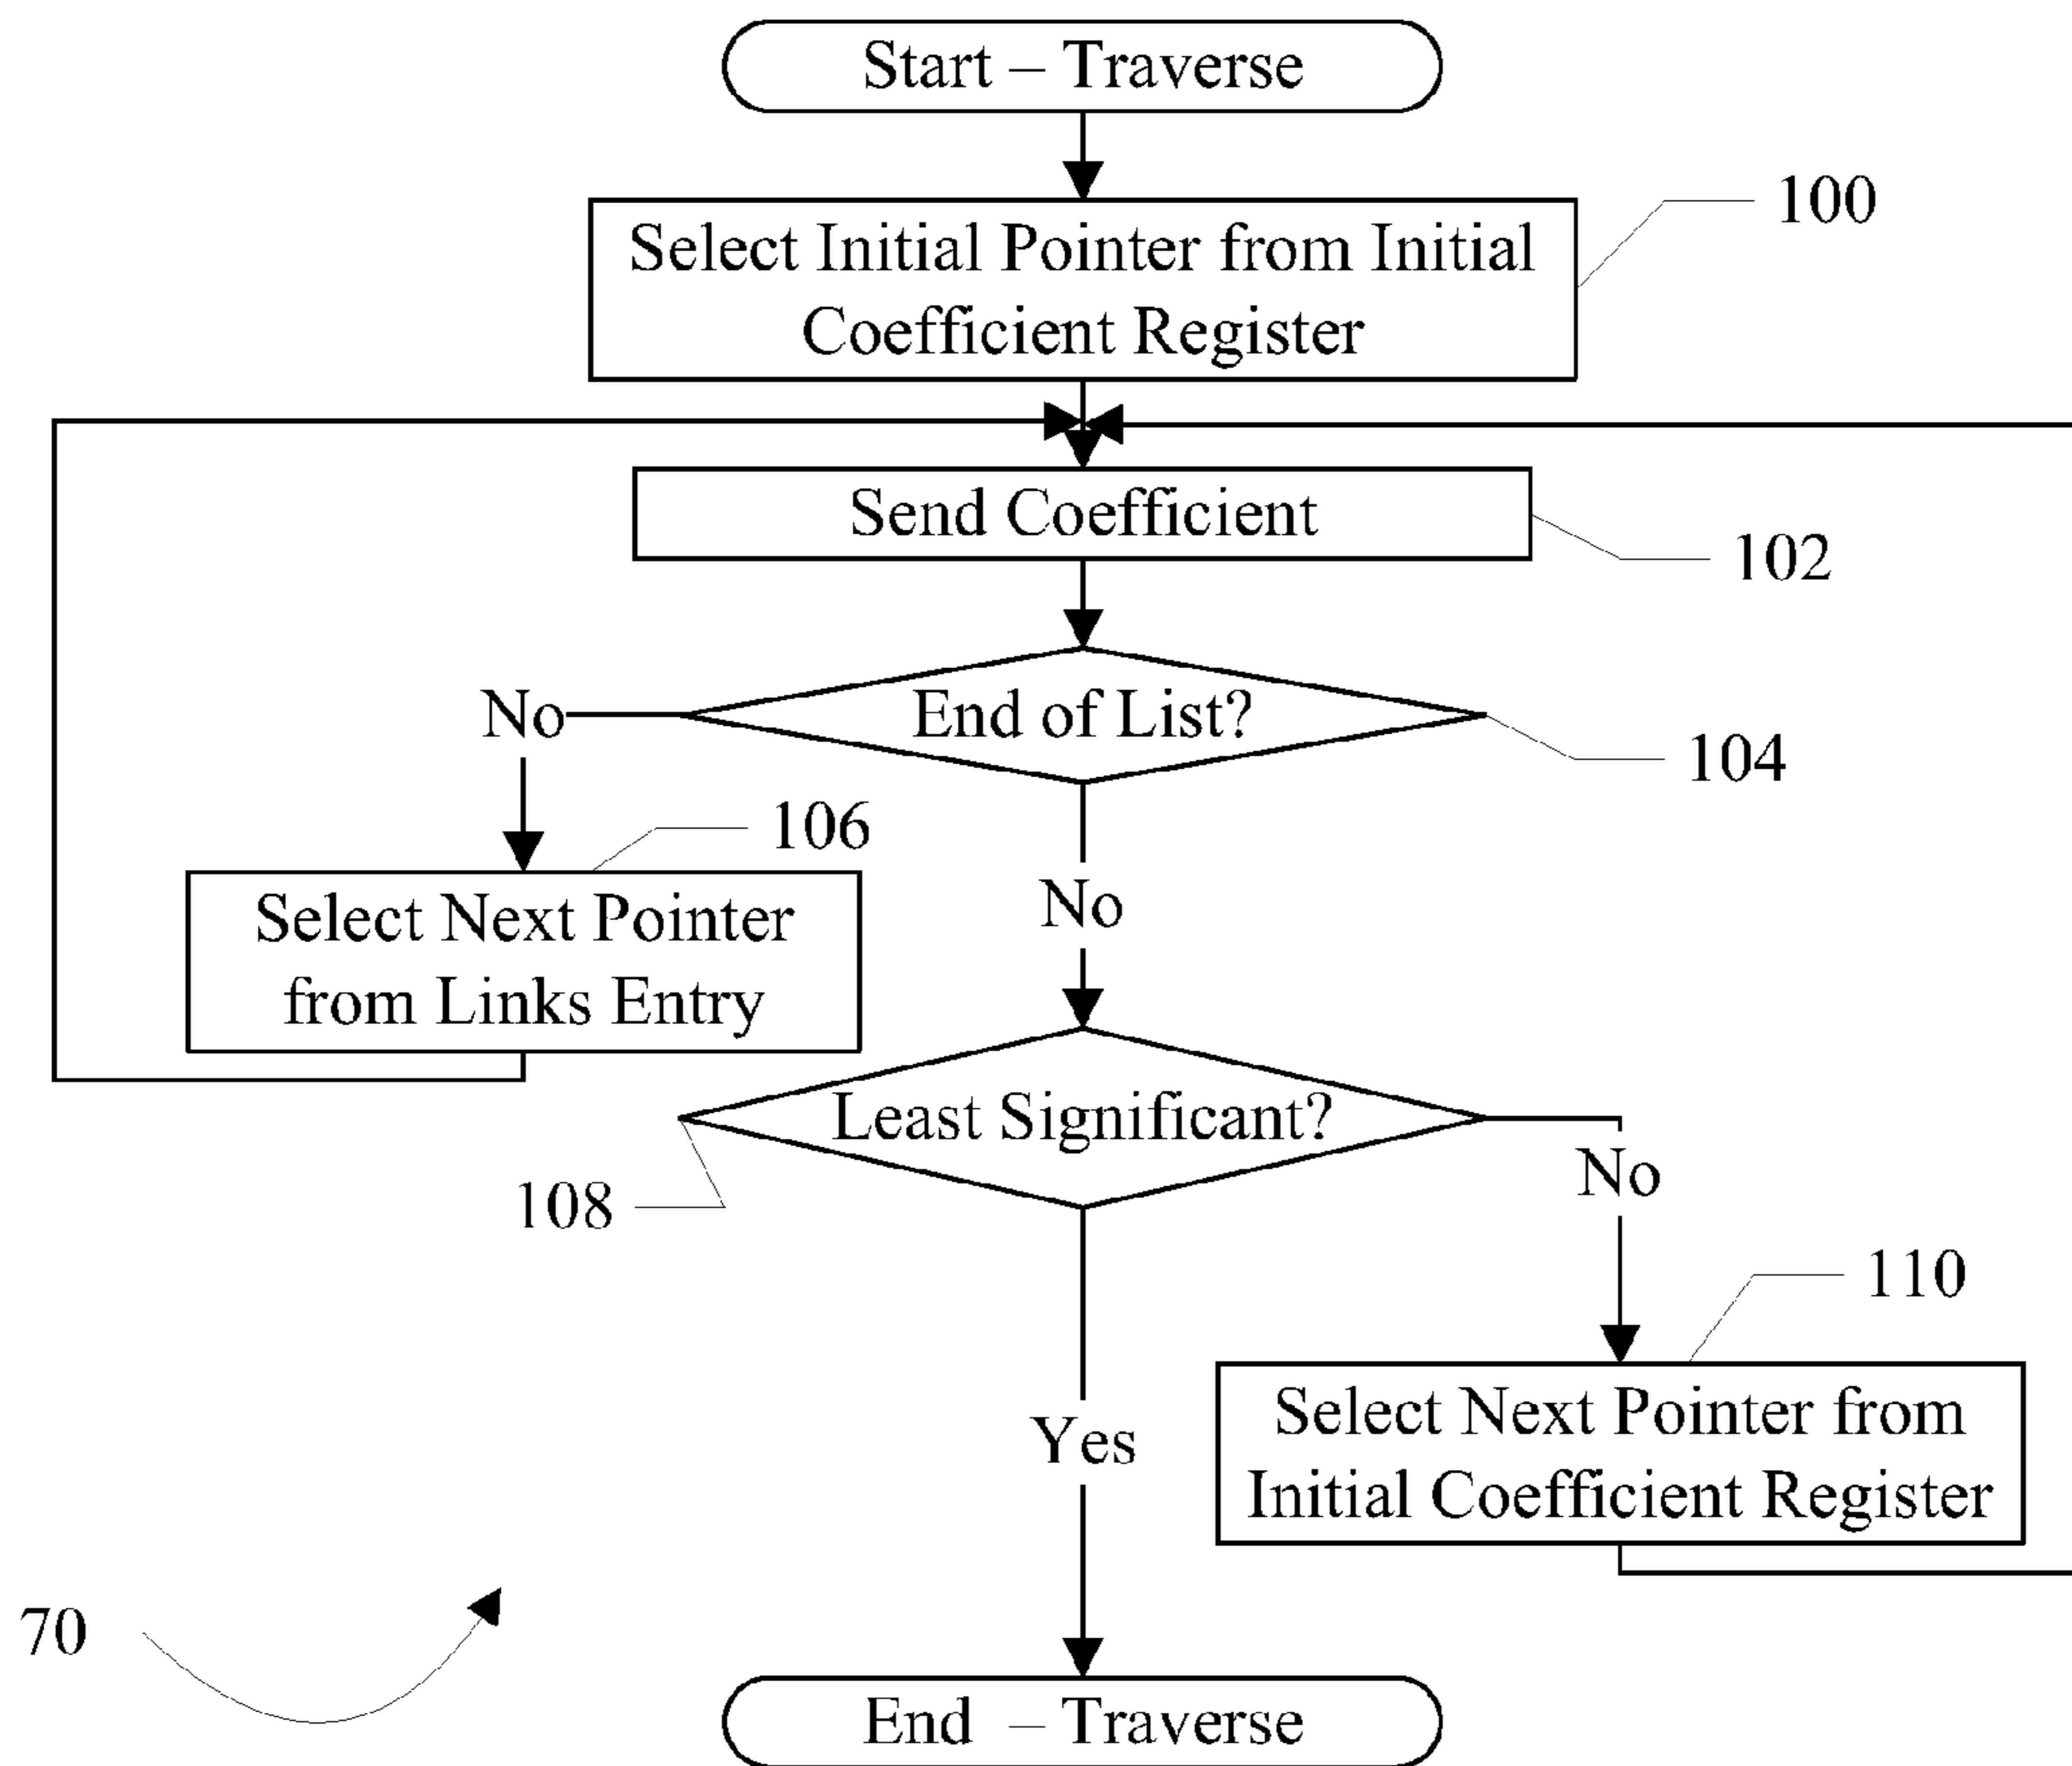 Start – Traverse
100
Select Initial Pointer from Initial
Coefficient Register
Send Coefficient
102
End of List?
No
104
106
Select Next Pointer
from Links Entry
No
Least Significant?
No
108
110
Select Next Pointer from
Initial Coefficient Register
Yes
70
End – Traverse